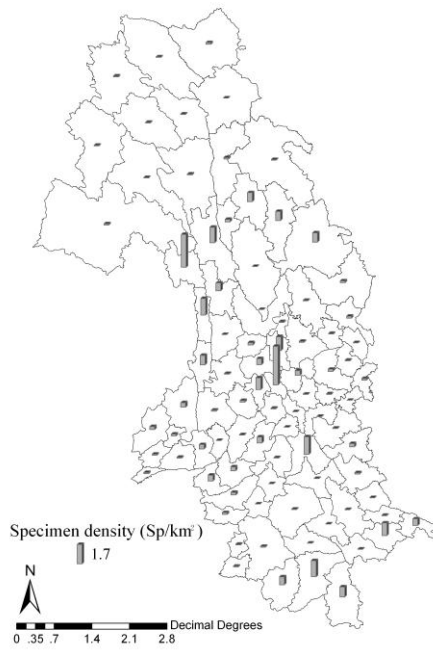 Specimen density (Sp/km²)
1.7
N
Decimal Degrees
0 .35 .7 1.4 2.1 2.8